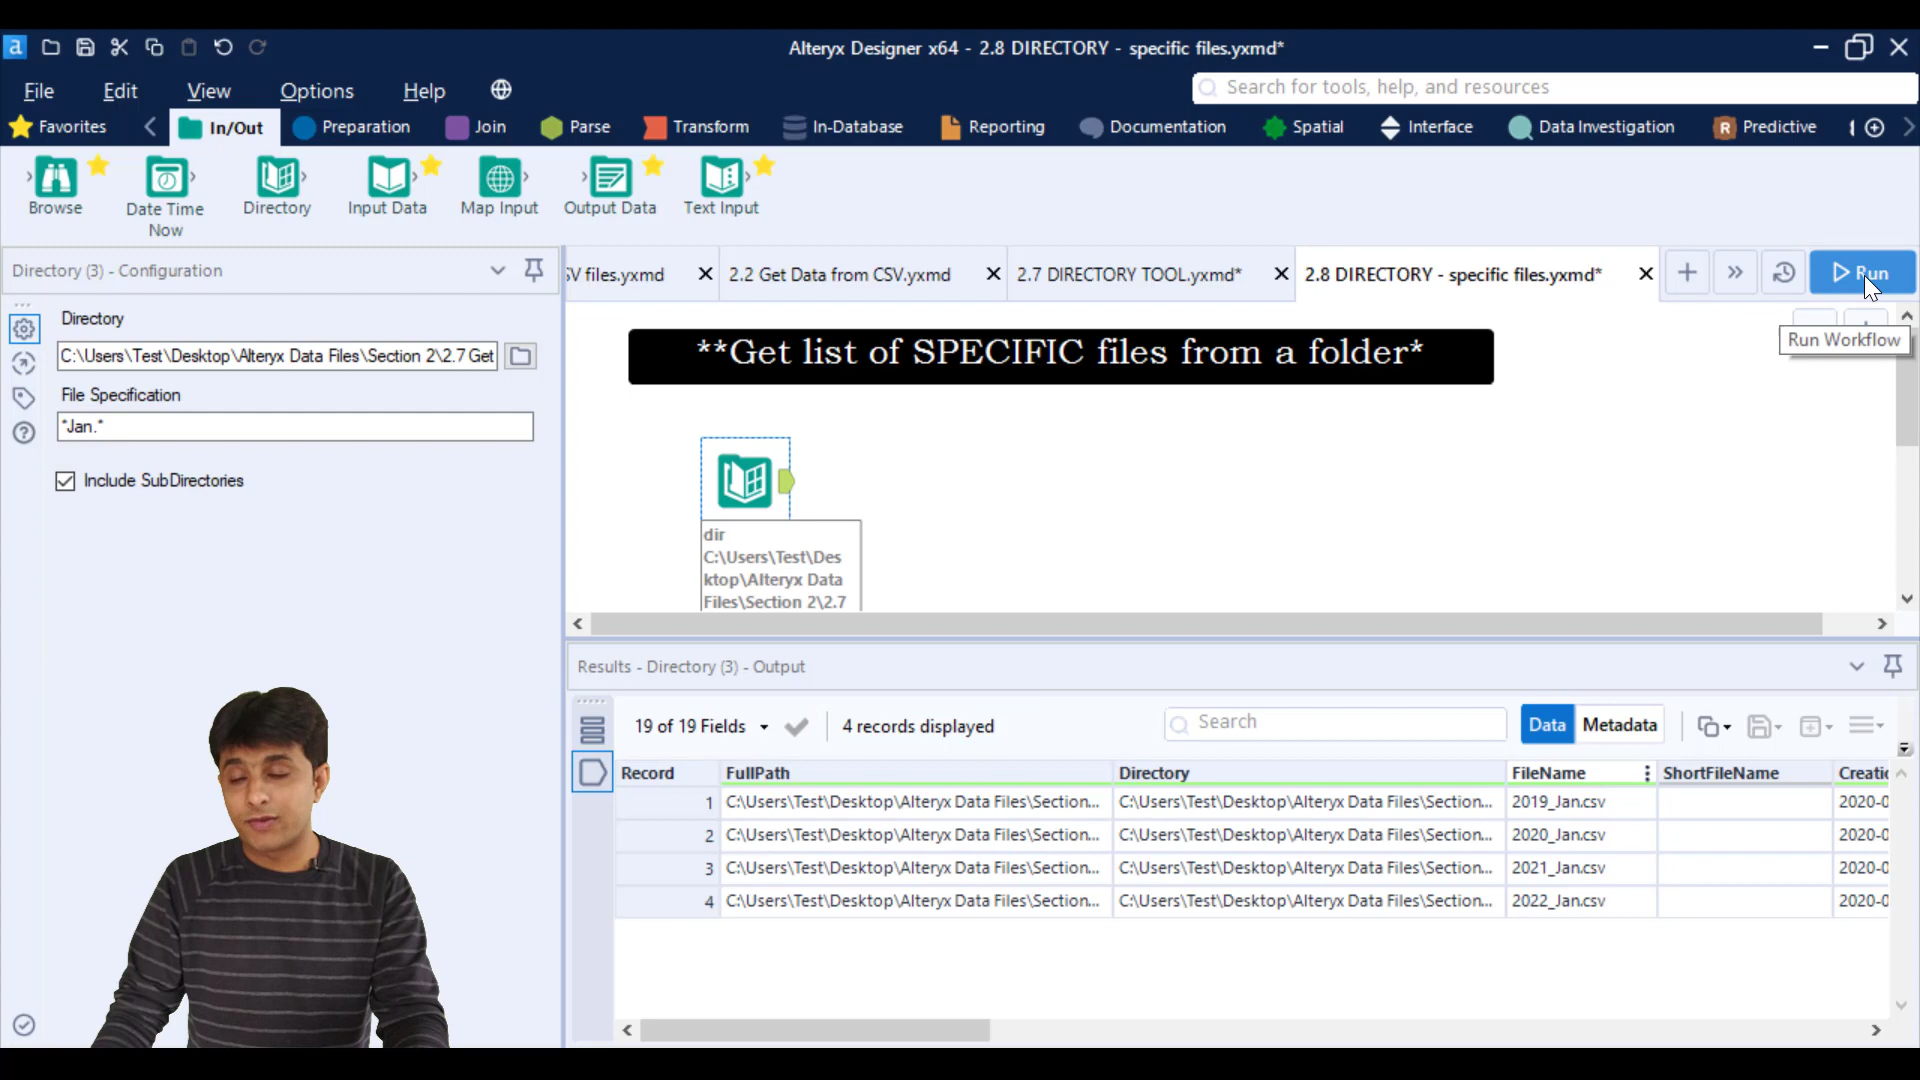 a
Alteryx Designer x64 - 2.8 DIRECTORY - specific files.yxmd*
File Edit View Options Help
Search for tools, help, and resources
Favorites In/Out Preparation Join Parse Transform In-Database Reporting Documentation Spatial Interface Data Investigation R Predictive
Browse Date Time Now Directory Input Data Map Input Output Data Text Input
Directory (3) - Configuration
SV files.yxmd 2.2 Get Data from CSV.yxmd 2.7 DIRECTORY TOOL.yxmd* 2.8 DIRECTORY - specific files.yxmd* Run
Run Workflow
Directory
C:\Users\Test\Desktop\Alteryx Data Files\Section 2\2.7 Get
File Specification
*Jan.*
Include SubDirectories
**Get list of SPECIFIC files from a folder*
dir
C:\Users\Test\Des
ktop\Alteryx Data
Files\Section 2\2.7
Results - Directory (3) - Output
19 of 19 Fields 4 records displayed Search Data Metadata
Record FullPath Directory FileName ShortFileName Creatic
1 C:\Users\Test\Desktop\Alteryx Data Files\Section... C:\Users\Test\Desktop\Alteryx Data Files\Section... 2019_Jan.csv 2020-0
2 C:\Users\Test\Desktop\Alteryx Data Files\Section... C:\Users\Test\Desktop\Alteryx Data Files\Section... 2020_Jan.csv 2020-0
3 C:\Users\Test\Desktop\Alteryx Data Files\Section... C:\Users\Test\Desktop\Alteryx Data Files\Section... 2021_Jan.csv 2020-0
4 C:\Users\Test\Desktop\Alteryx Data Files\Section... C:\Users\Test\Desktop\Alteryx Data Files\Section... 2022_Jan.csv 2020-0